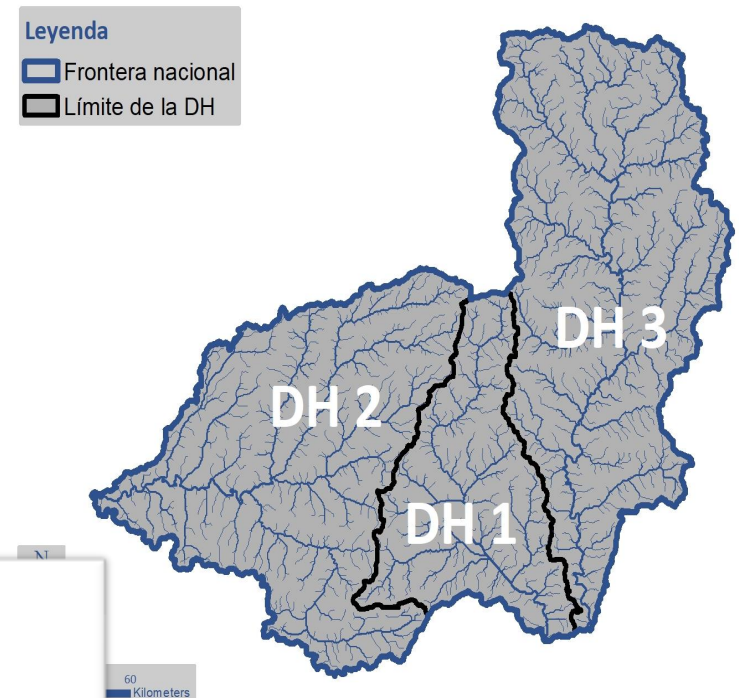 Leyenda
Frontera nacional
Límite de la DH
DH 3
DH 2
DH 1
N
60
Kilometers